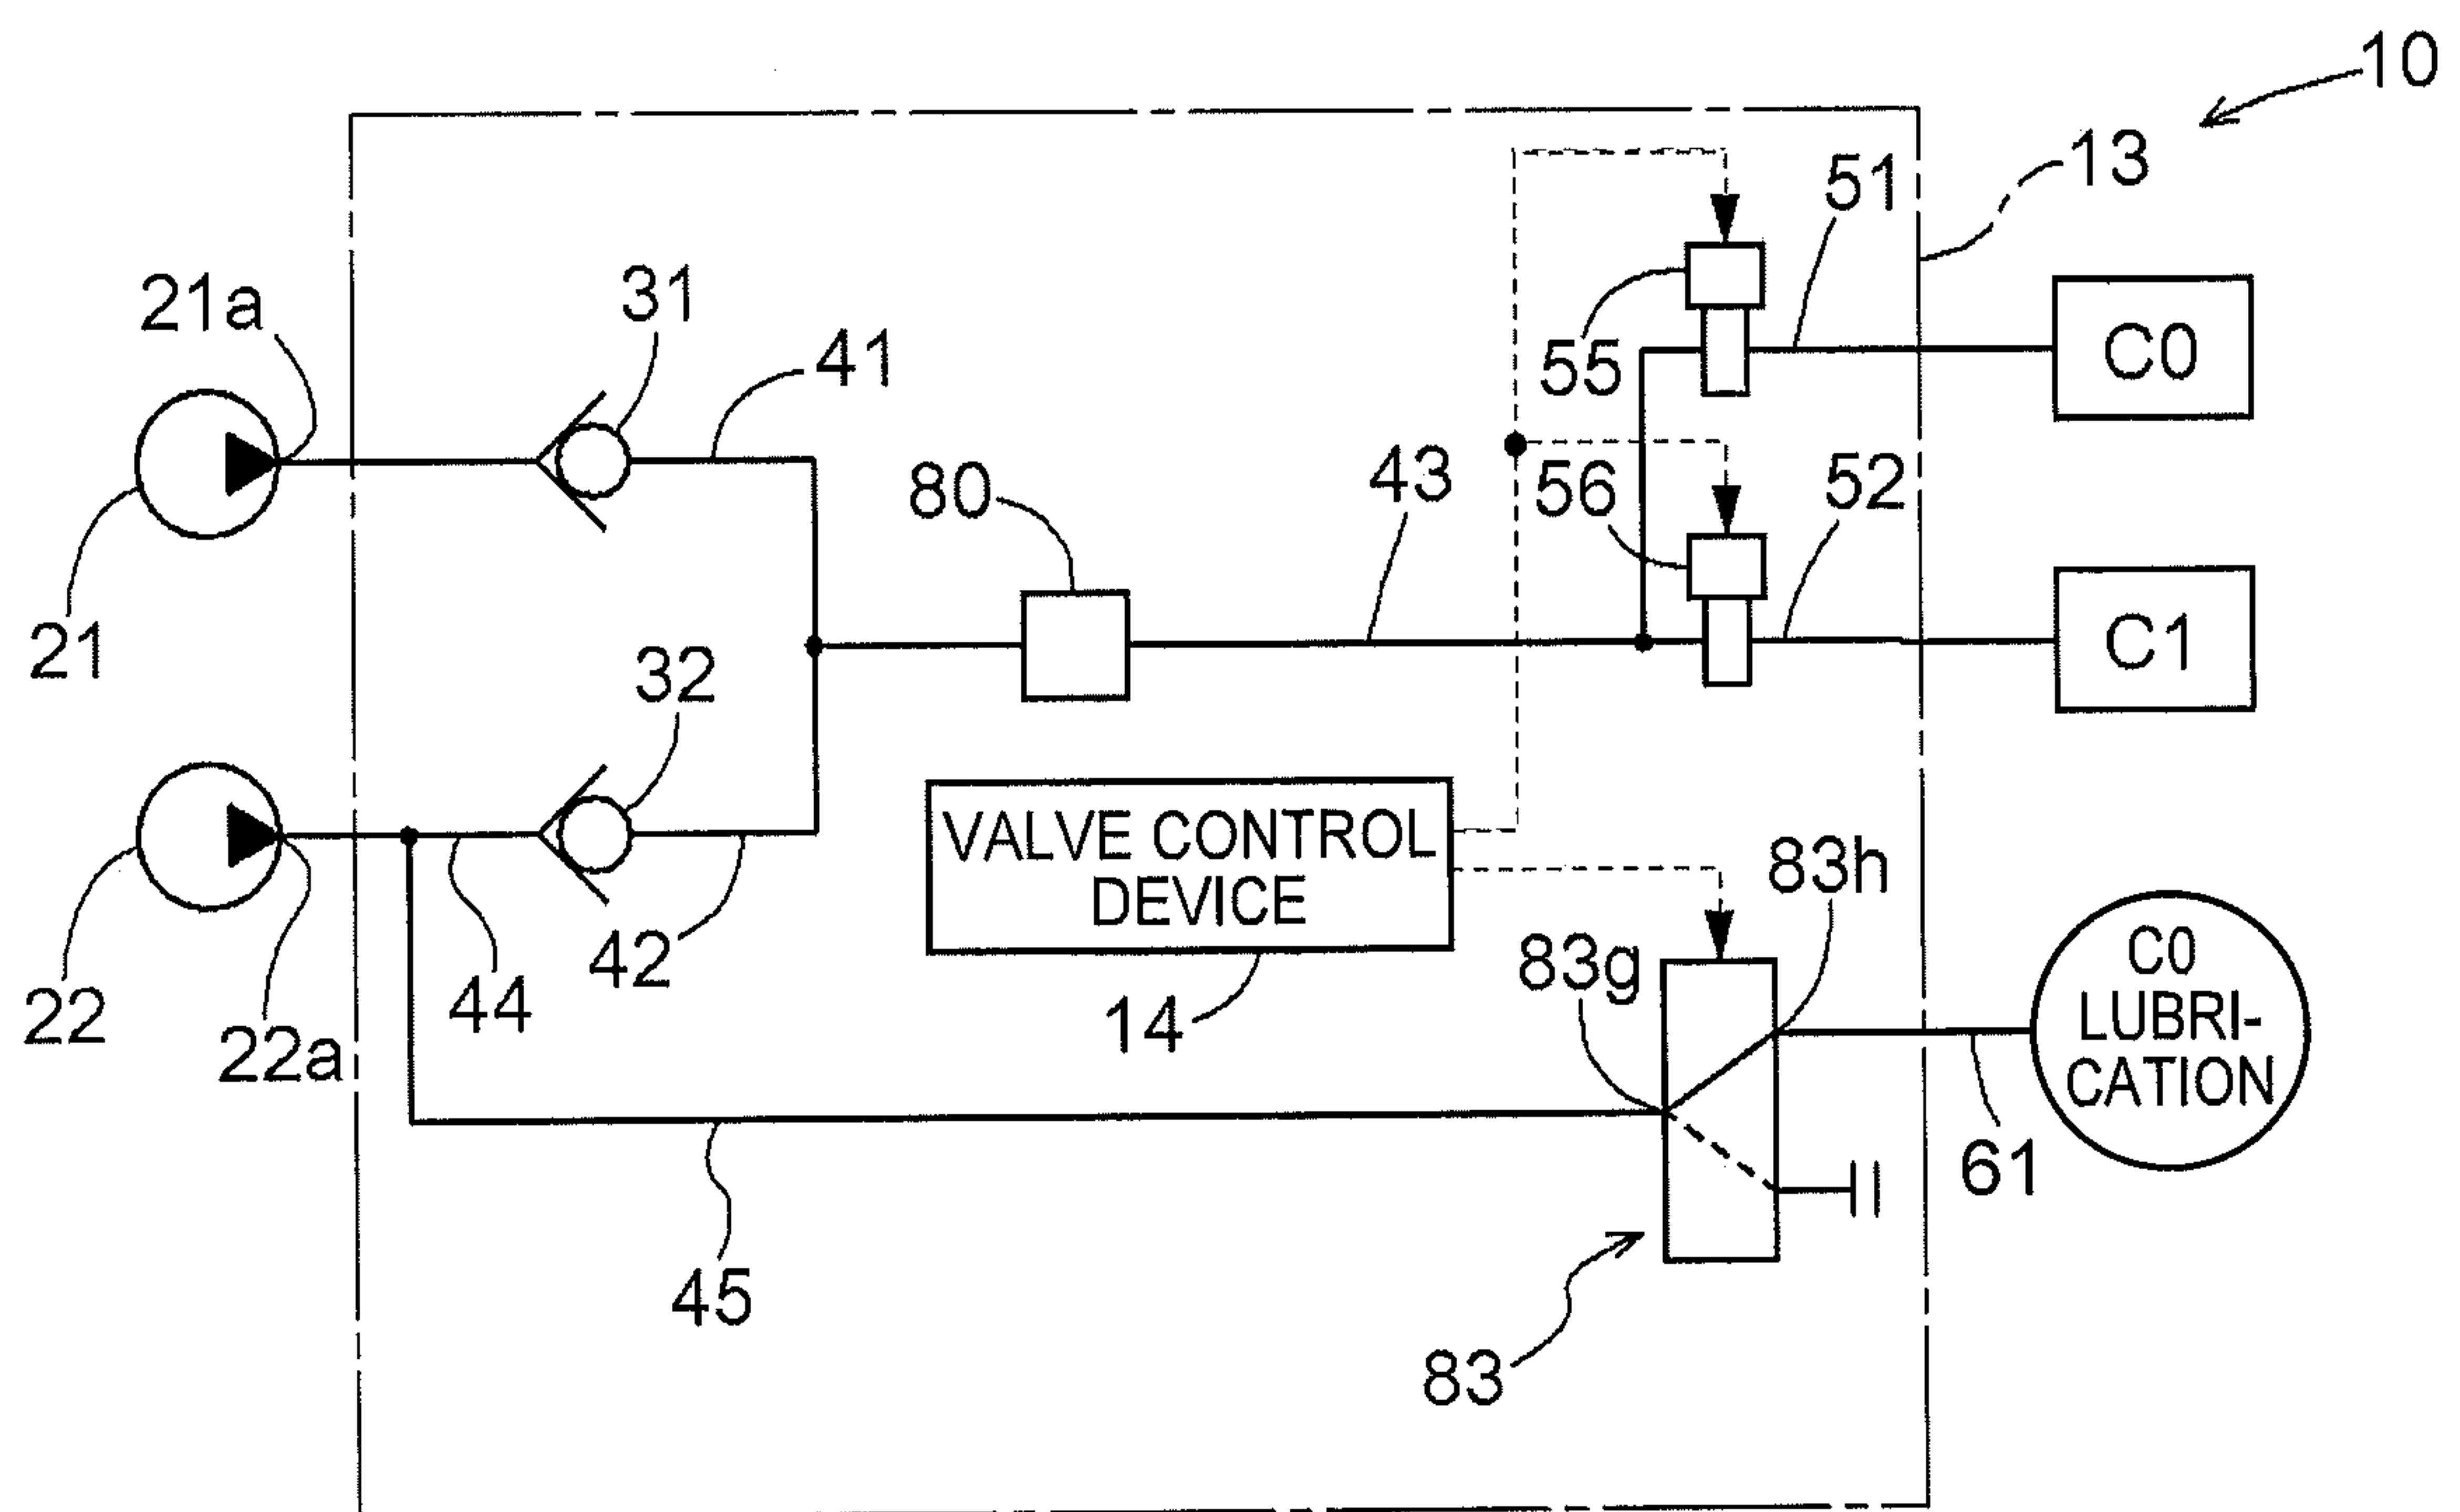 10
13
51
21a
31
41
55
C0
80
43
56
52
21
32
C1
VALVE CONTROL
DEVICE
83h
22
22a
44
42
14
83g
C0
LUBRI-
CATION
45
61
83